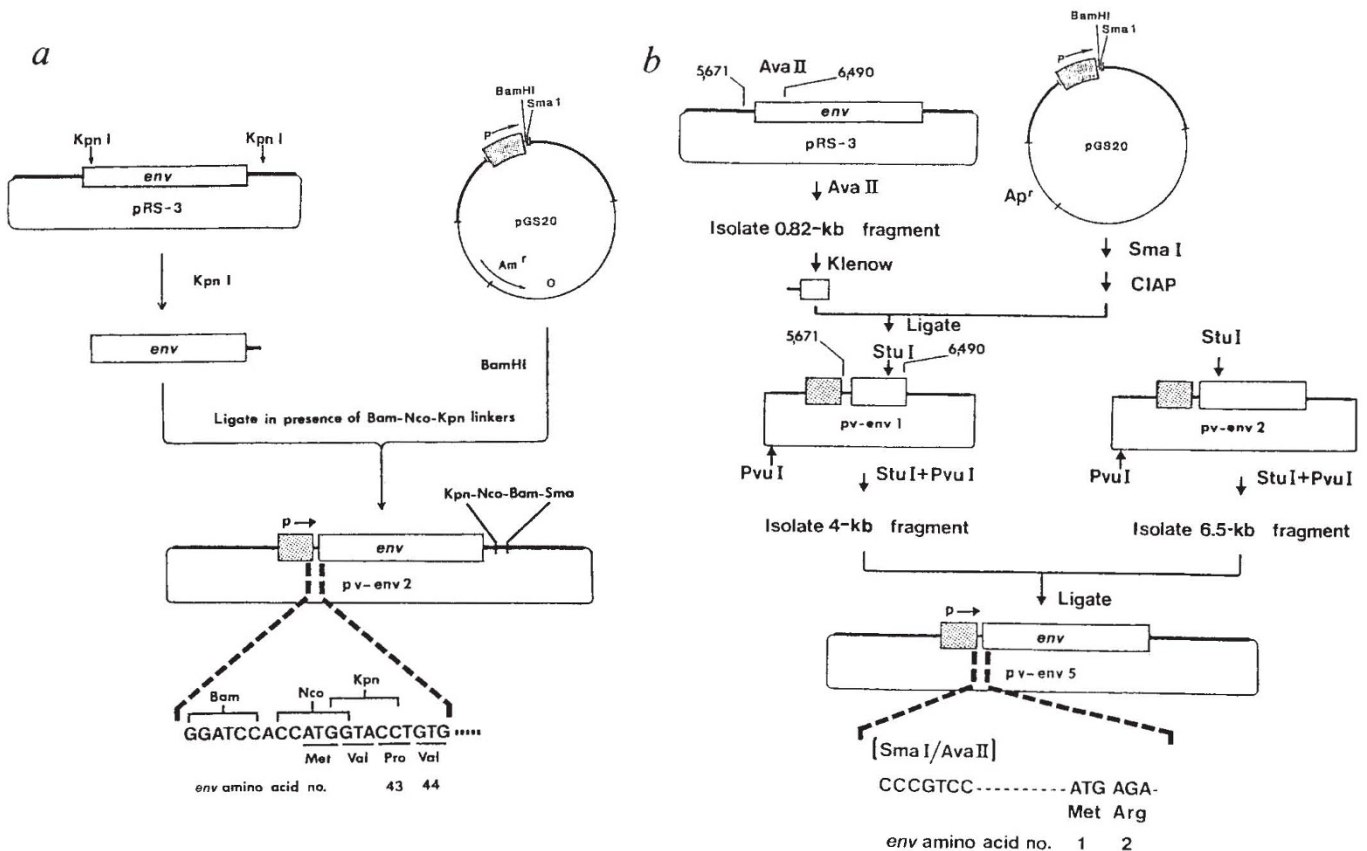 a
Kpn I
Kpn I
env
pRS-3
Kpn I
env
BamHI
Sma1
P
pGS20
Amr
O
BamHI
Ligate in presence of Bam-Nco-Kpn linkers
Kpn-Nco-Bam-Sma
p
env
pv-env 2
Bam
Nco
Kpn
GGATCCACCATGGTACCTGTG
Met Val Pro Val
env amino acid no. 43 44
b
5,671
Ava II
6,490
env
pRS-3
Ava II
Isolate 0.82-kb fragment
Klenow
BamHI
Sma1
P
pGS20
Apr
Sma I
CIAP
Ligate
5,671
Stu I
6,490
pv-env 1
Pvu I
Stu I+Pvu I
Isolate 4-kb fragment
Stu I
pv-env 2
Pvu I
Stu I+Pvu I
Isolate 6.5-kb fragment
Ligate
p
env
pv-env 5
[Sma I/Ava II]
CCCGTCC----------ATG AGA-
Met Arg
env amino acid no. 1 2